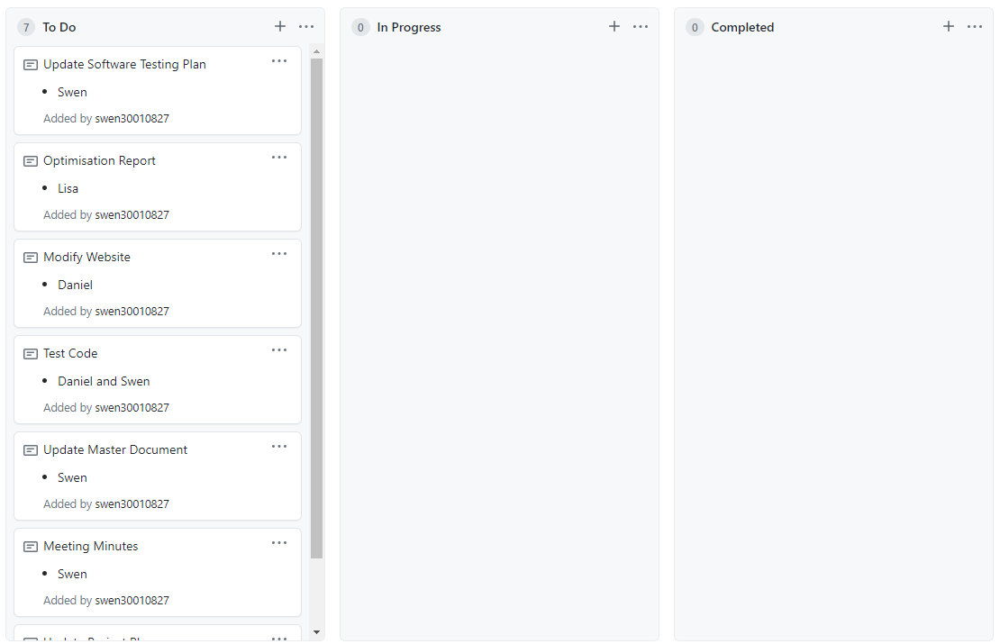 7 To Do
Update Software Testing Plan
Swen
Added by swen30010827
Optimisation Report
Lisa
Added by swen30010827
Modify Website
Daniel
Added by swen30010827
Test Code
Daniel and Swen
Added by swen30010827
Update Master Document
Swen
Added by swen30010827
Meeting Minutes
Swen
Added by swen30010827
0 In Progress
0 Completed